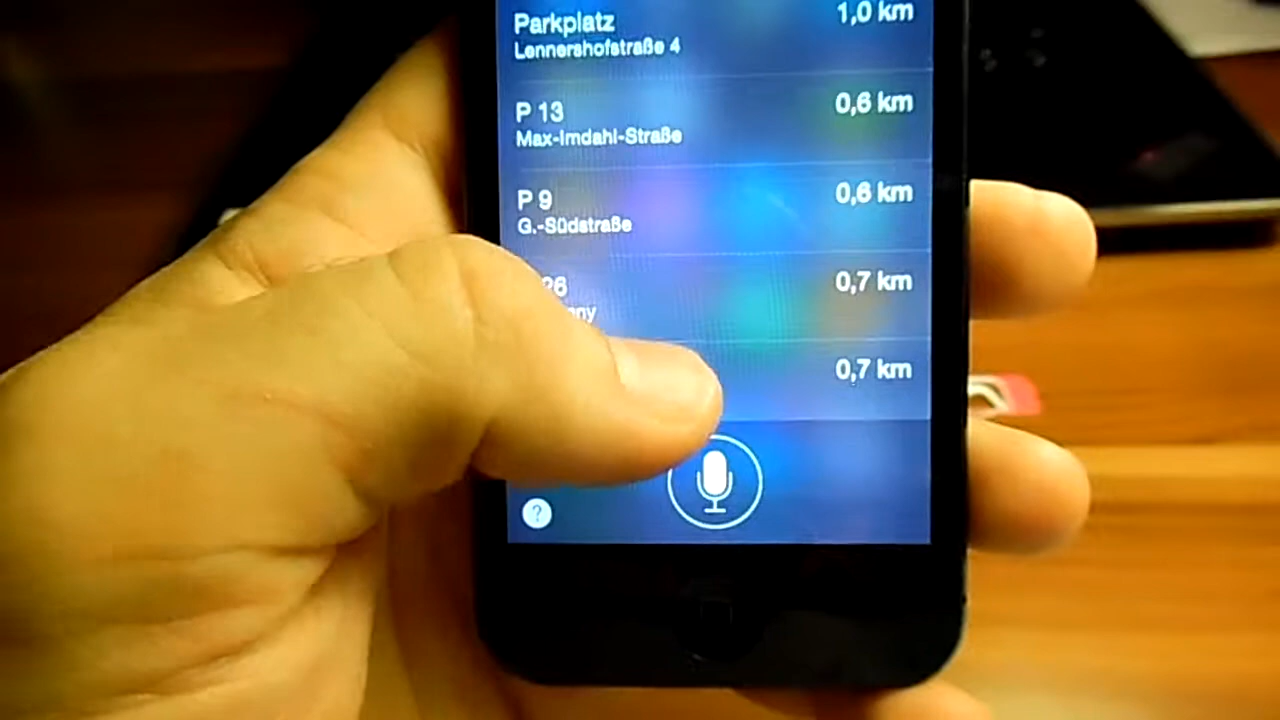 Parkplatz
1,0 km
Lennershofstraße 4
P 13
0,6 km
Max-Imdahl-Straße
P 9
0,6 km
G.-Südstraße
26
0,7 km
0,7 km
?